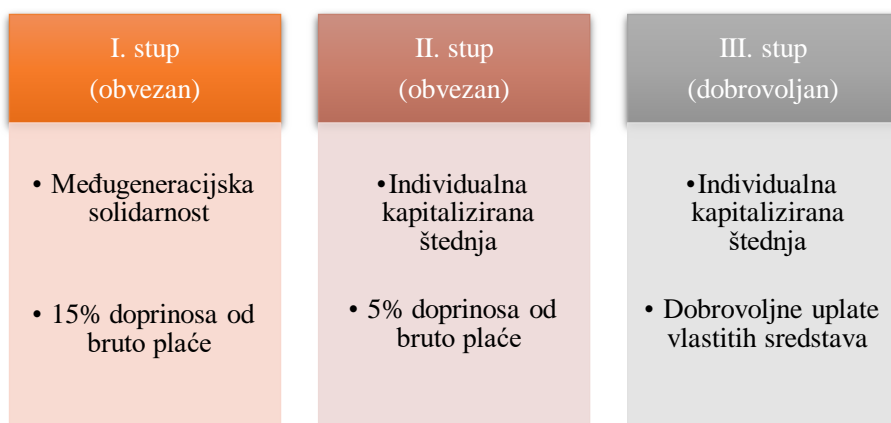 I. stup
(obvezan)
• Međugeneracijska
solidarnost
• 15% doprinosa od
bruto plaće
II. stup
(obvezan)
•Individualna
kapitalizirana
štednja
• 5% doprinosa od
bruto plaće
III. stup
(dobrovoljan)
•Individualna
kapitalizirana
štednja
• Dobrovoljne uplate
vlastitih sredstava